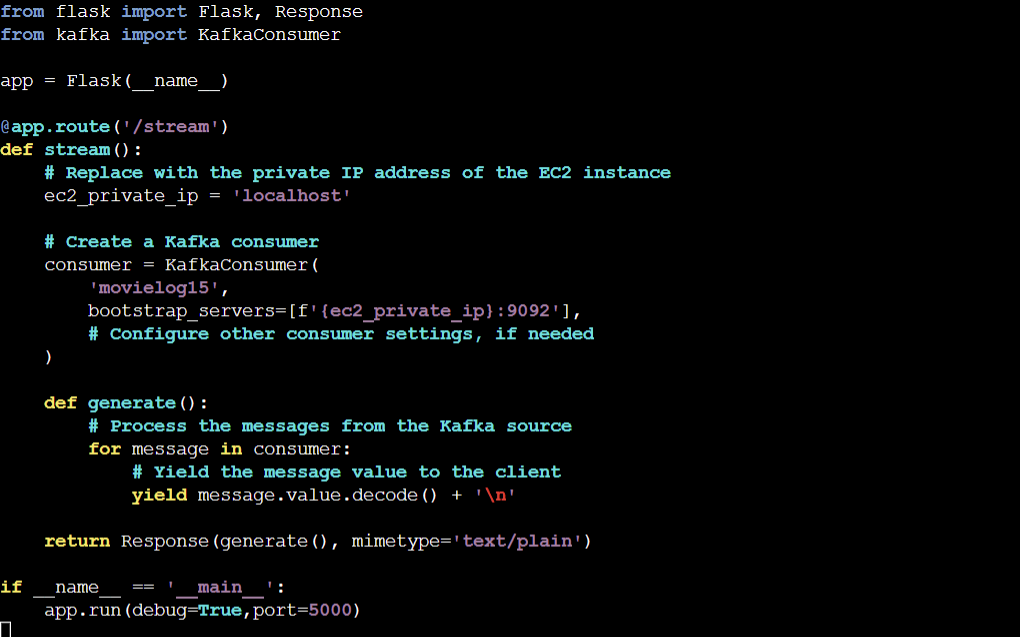 from flask import Flask, Response
from kafka import KafkaConsumer

app = Flask(__name__)

@app.route('/stream')
def stream():
    # Replace with the private IP address of the EC2 instance
    ec2_private_ip = 'localhost'

    # Create a Kafka consumer
    consumer = KafkaConsumer(
        'movielog15',
        bootstrap_servers=[f'{ec2_private_ip}:9092'],
        # Configure other consumer settings, if needed
    )

    def generate():
        # Process the messages from the Kafka source
        for message in consumer:
            # Yield the message value to the client
            yield message.value.decode() + '\n'

    return Response(generate(), mimetype='text/plain')

if __name__ == '__main__':
    app.run(debug=True,port=5000)